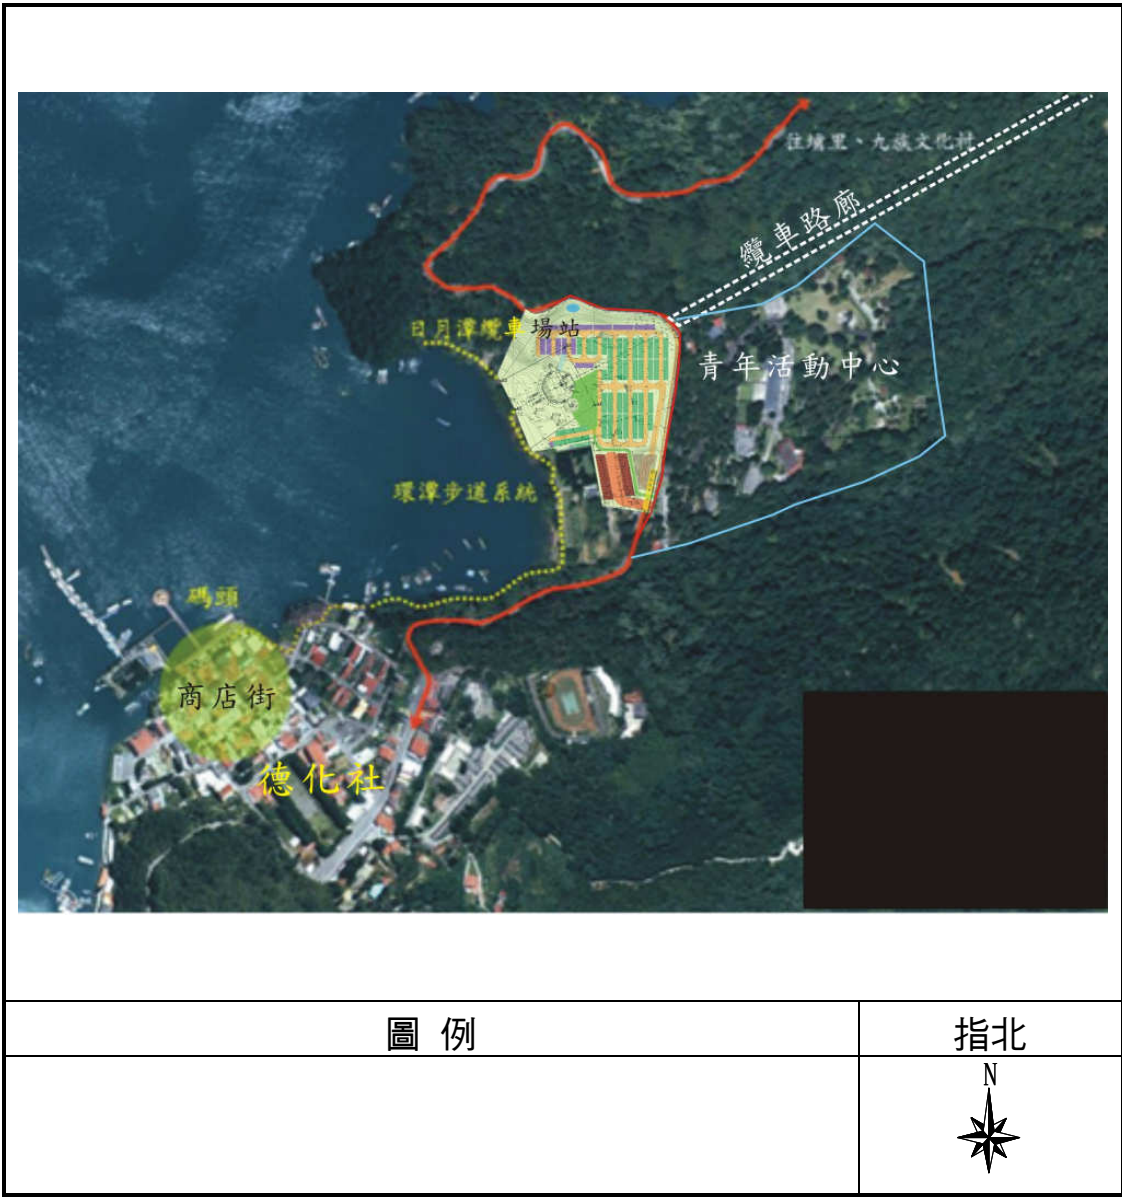 往埔里、九族文化村
纜車路廊
日月潭纜車場站
青年活動中心
環潭步道系統
碼頭
商店街
德化社
圖例
指北
N